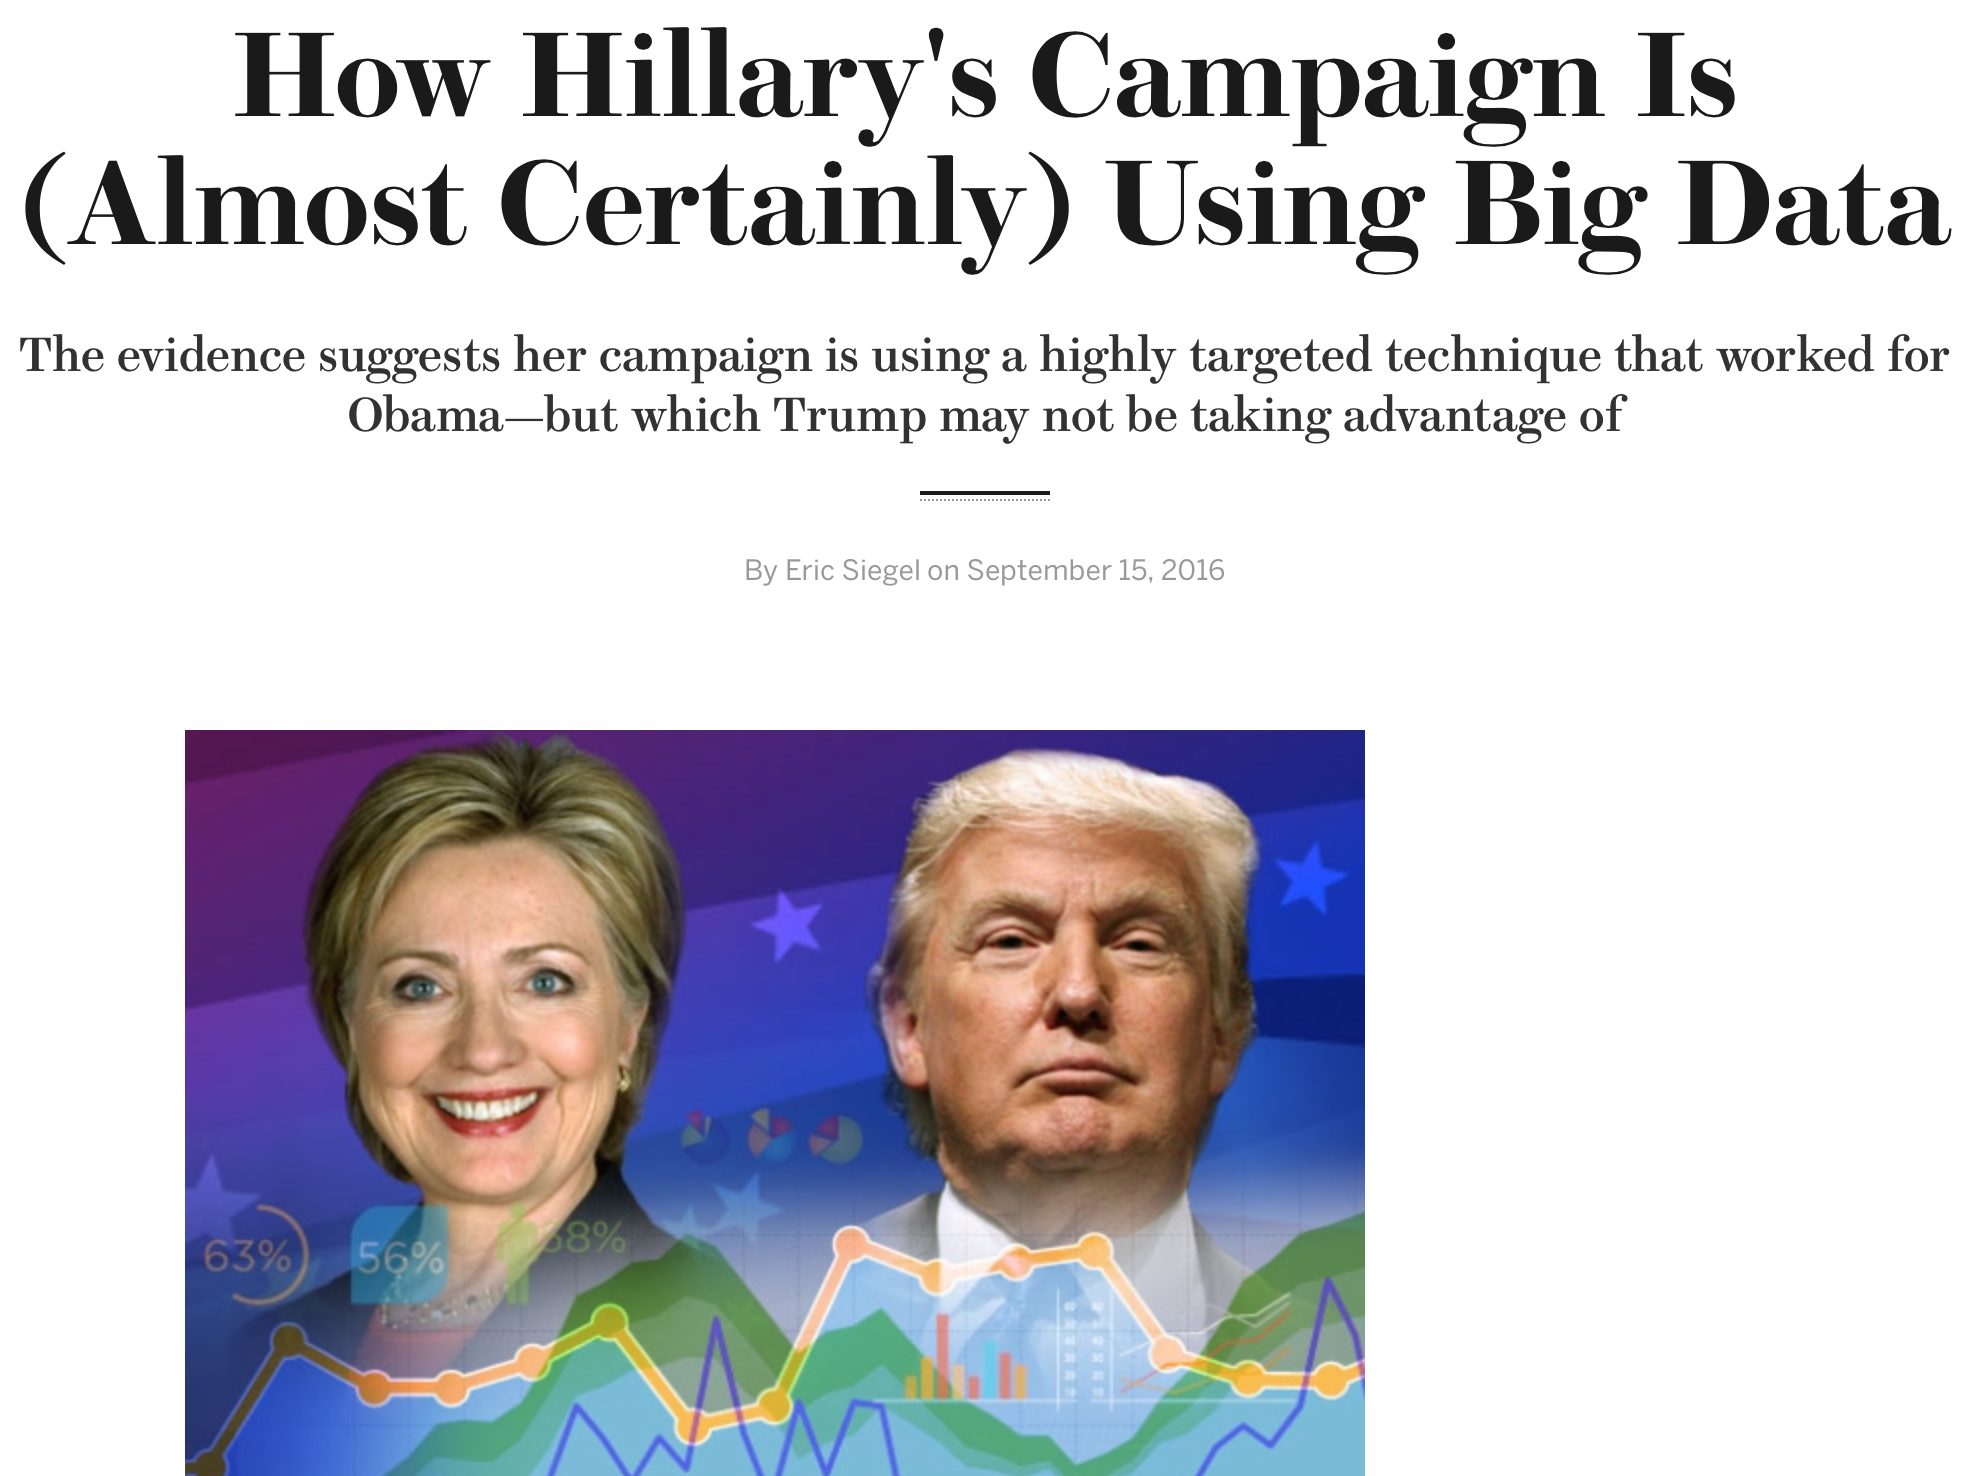 How Hillary's Campaign Is
(Almost Certainly) Using Big Data
The evidence suggests her campaign is using a highly targeted technique that worked for
Obama—but which Trump may not be taking advantage of
By Eric Siegel on September 15, 2016
63%
56%